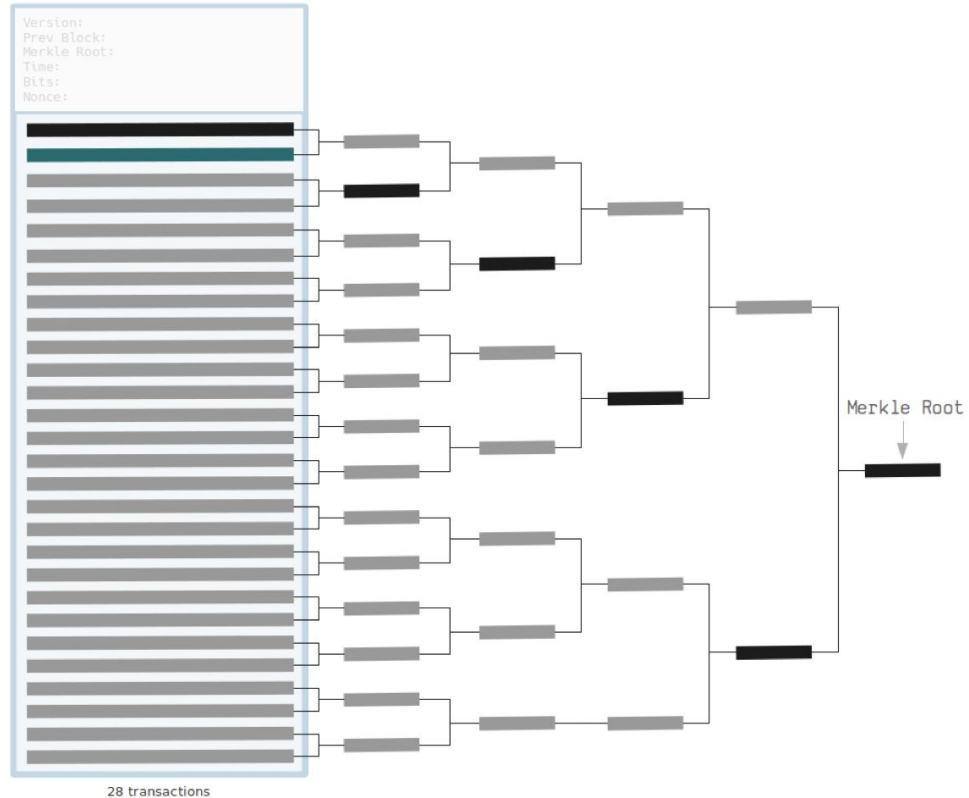 Version:
Prev Block:
Merkle Root:
Time:
Bits:
Nonce:
Merkle Root
28 transactions